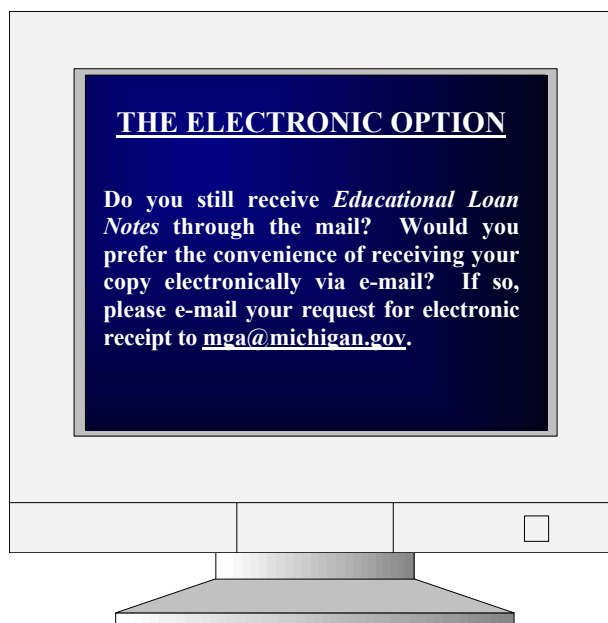 THE ELECTRONIC OPTION
Do you still receive Educational Loan
Notes through the mail? Would you
prefer the convenience of receiving your
copy electronically via e-mail? If so,
please e-mail your request for electronic
receipt to mga@michigan.gov.